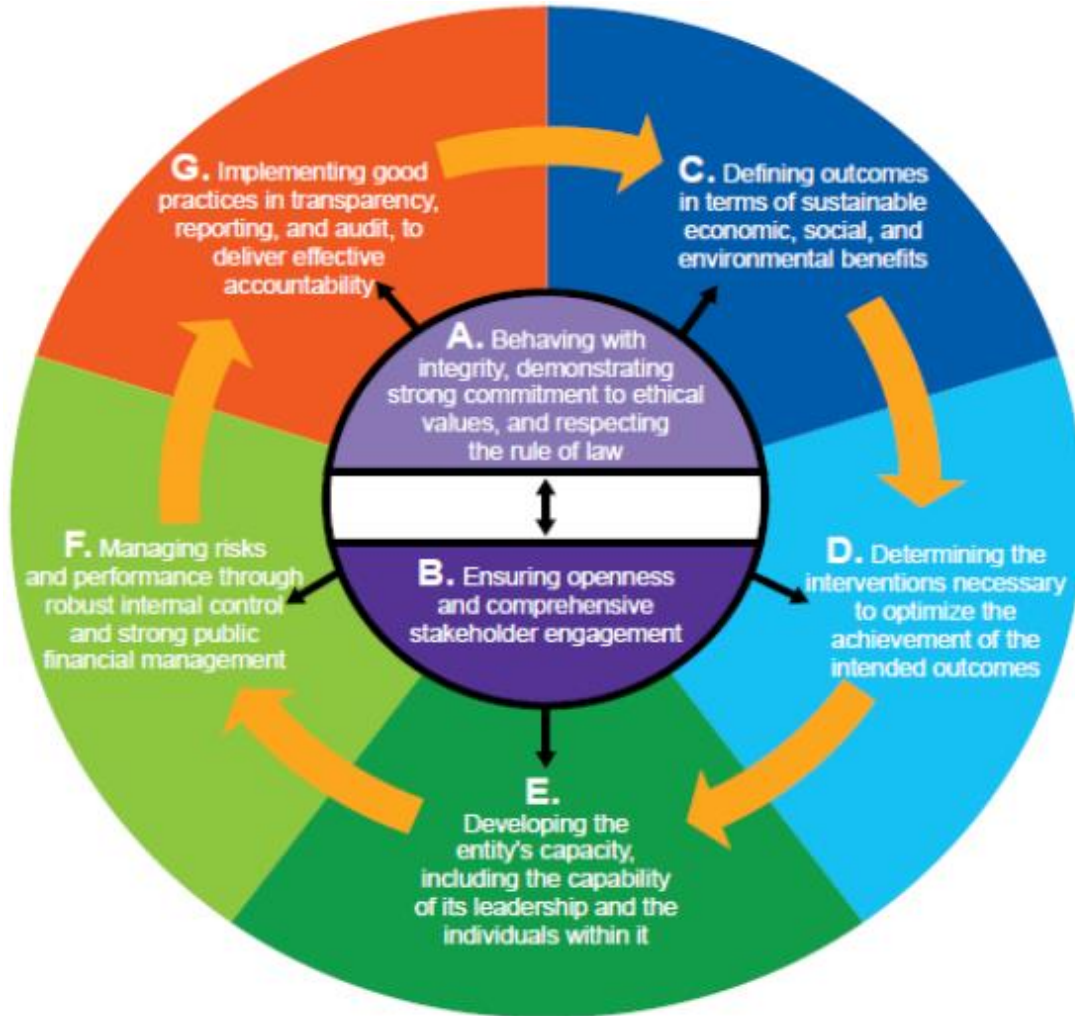 G. Implementing good
practices in transparency,
reporting, and audit, to
deliver effective
accountability
C. Defining outcomes
in terms of sustainable
economic, social, and
environmental benefits
A. Behaving with
integrity, demonstrating
strong commitment to ethical
values, and respecting
the rule of law
B. Ensuring openness
and comprehensive
stakeholder engagement
D. Determining the
interventions necessary
to optimize the
achievement of the
intended outcomes
E.
Developing the
entity's capacity,
including the capability
of its leadership and the
individuals within it
F. Managing risks
and performance through
robust internal control
and strong public
financial management